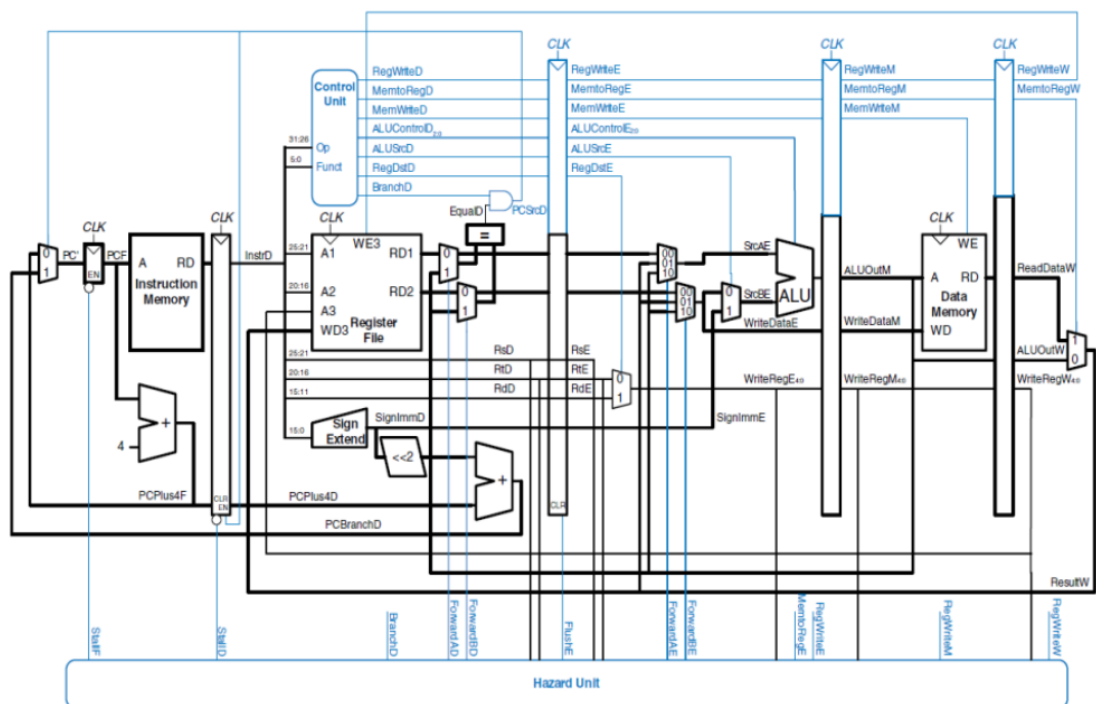 CLK CLK CLK
RegWriteD RegWriteE RegWriteM RegWriteW
Control Unit
MemtoRegD MemtoRegE MemtoRegM MemtoRegW
MemWriteD MemWriteE MemWriteM
ALUControlD2:0 ALUControlE2:0
31:26 Op
ALUSrcD ALUSrcE
5:0 Funct
RegDstD RegDstE
BranchD
EqualD PCSrcD
CLK CLK CLK CLK
WE3 = WE
0 1 PC' EN PCF
A RD
Instruction Memory
InstrD
25:21 A1 RD1 0 1
00 01 10 SrcAE
ALU
ALUOutM
A RD
Data Memory
WD
ReadDataW
20:16 A2 RD2 0 1
00 01 10 0 1 SrcBE
A3
Register File
WD3
WriteDataE WriteDataM
1 0
ALUOutW
25:21 RsD RsE
20:16 RtD RtE 0
WriteRegE4:0 WriteRegM4:0 WriteRegW4:0
15:11 RdD RdE 1
15:0 Sign Extend
SignImmD SignImmE
+
4
<<2
+
CLR
EN
CLR
PCPlus4F PCPlus4D
PCBranchD
ResultW
StallF
StallD
BranchD
ForwardAD
ForwardBD
FlushE
ForwardAE
ForwardBE
MemtoRegE
RegWriteE
RegWriteM
RegWriteW
Hazard Unit